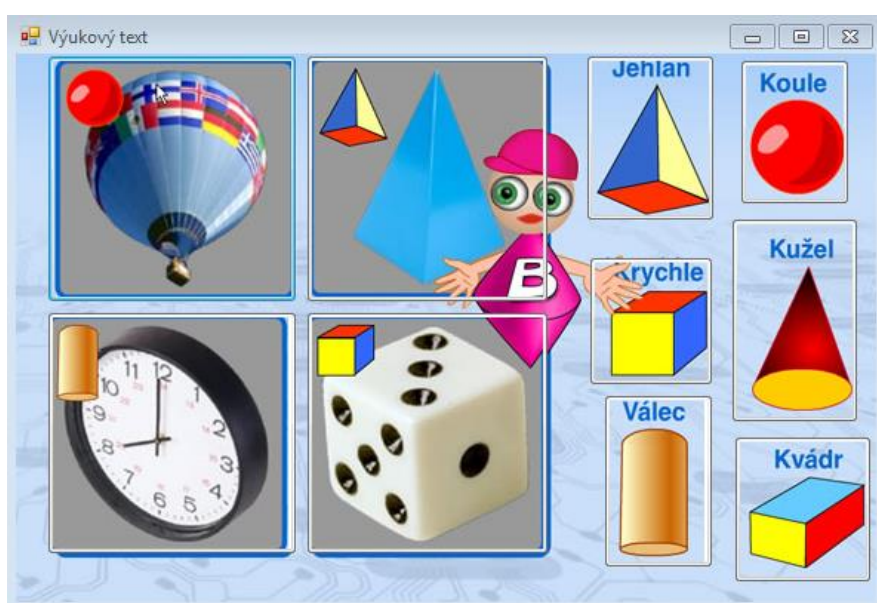 Výukový text
Jehlan
Koule
B
Krychle
Kužel
Válec
Kvádr
11 12 1
10 2
9 3
8 4
7 6 5